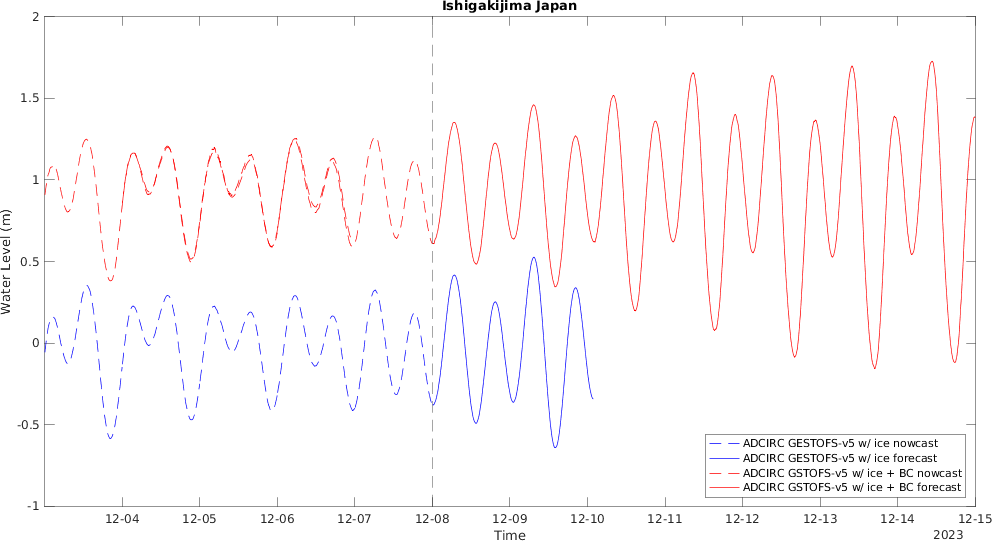 Ishigakijima Japan
2
1.5
1
0.5
0
-0.5
-1
Water Level (m)
12-04
12-05
12-06
12-07
12-08
12-09
12-10
12-11
12-12
12-13
12-14
12-15
Time
2023
ADCIRC GESTOFS-v5 w/ ice nowcast
ADCIRC GESTOFS-v5 w/ ice forecast
ADCIRC GSTOFS-v5 w/ ice + BC nowcast
ADCIRC GSTOFS-v5 w/ ice + BC forecast